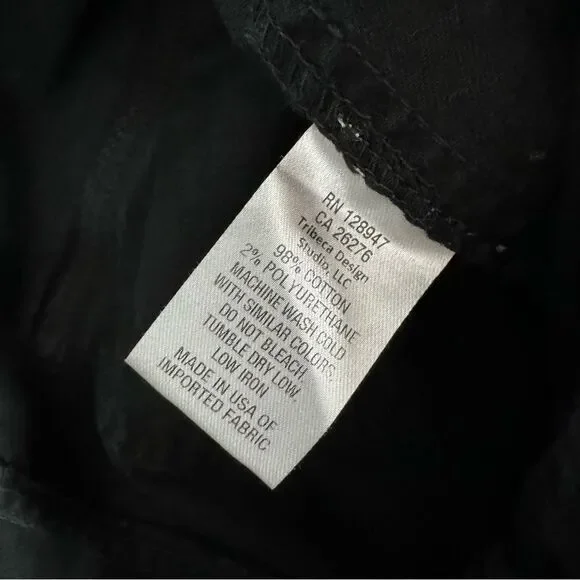 RN 128947
CA 26276
Tribeca Design
Studio, LLC
98% COTTON
2% POLYURETHANE
MACHINE WASH COLD
WITH SIMILAR COLORS,
DO NOT BLEACH,
TUMBLE DRY LOW,
LOW IRON
MADE IN USA OF
IMPORTED FABRIC